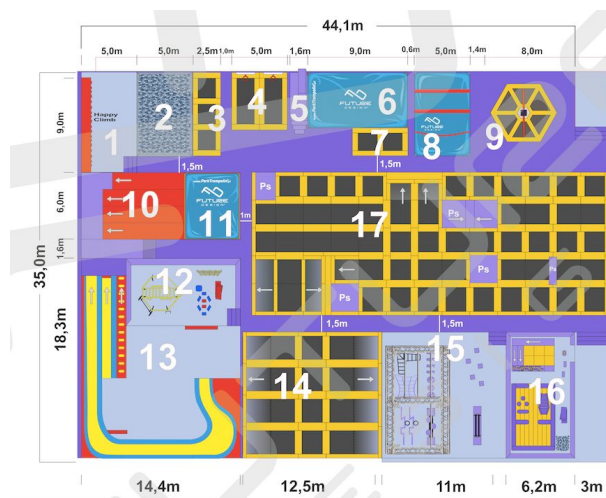 44,1m
5,0m 5,0m 2,5m 1,0m 5,0m 1,6m 9,0m 0,6m 5,0m 1,4m 8,0m
35,0m
9,0m
6,0m
1,6m
18,3m
Happy
Climb
1
2
3
4
5
6
FUTURE
DESIGN
7
8
FUTURE
DESIGN
9
1,5m
1,5m
10
11
FUTURE
DESIGN
1m
17
Ps
Ps
Ps
Ps
Ps
12
13
1,5m
1,5m
14
15
16
14,4m 12,5m 11m 6,2m 3m